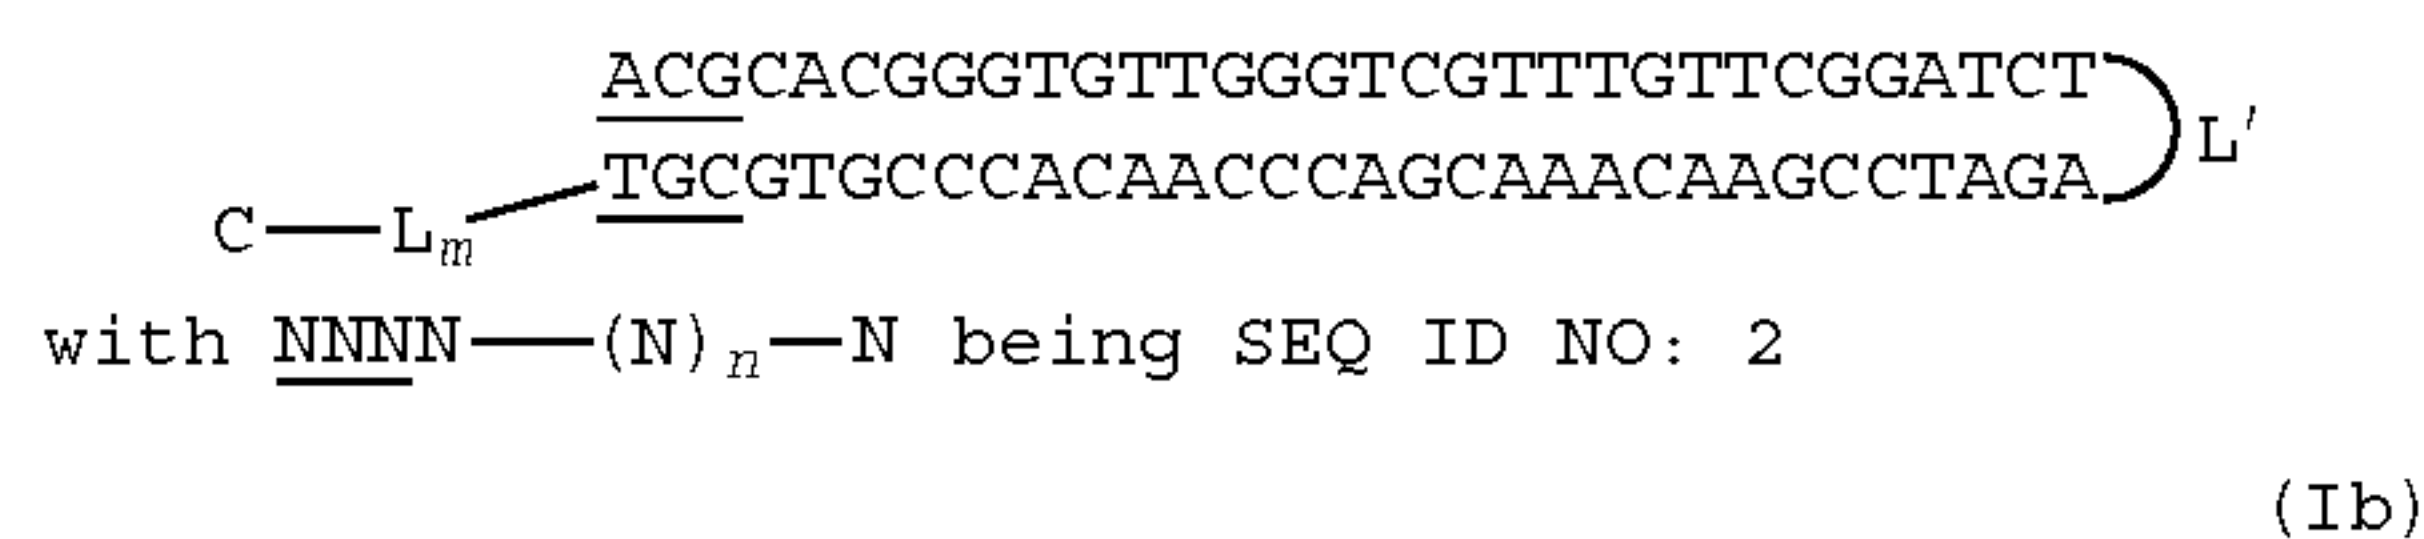 ACGCACGGGTGTTGGGTCGTTTGTTCGGATCT
L′
TGCGTGCCCACAACCCAGCAAACAAGCCTAGA
C—Lm
with NNNN—(N)n—N being SEQ ID NO: 2
(Ib)